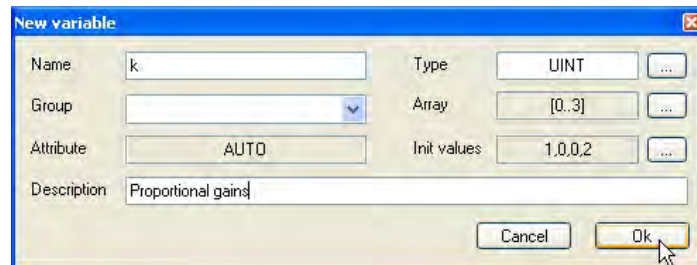 New variable
Name k Type UINT ...
Group Array [0..3] ...
Attribute AUTO Init values 1,0,0,2 ...
Description Proportional gains
Cancel Ok